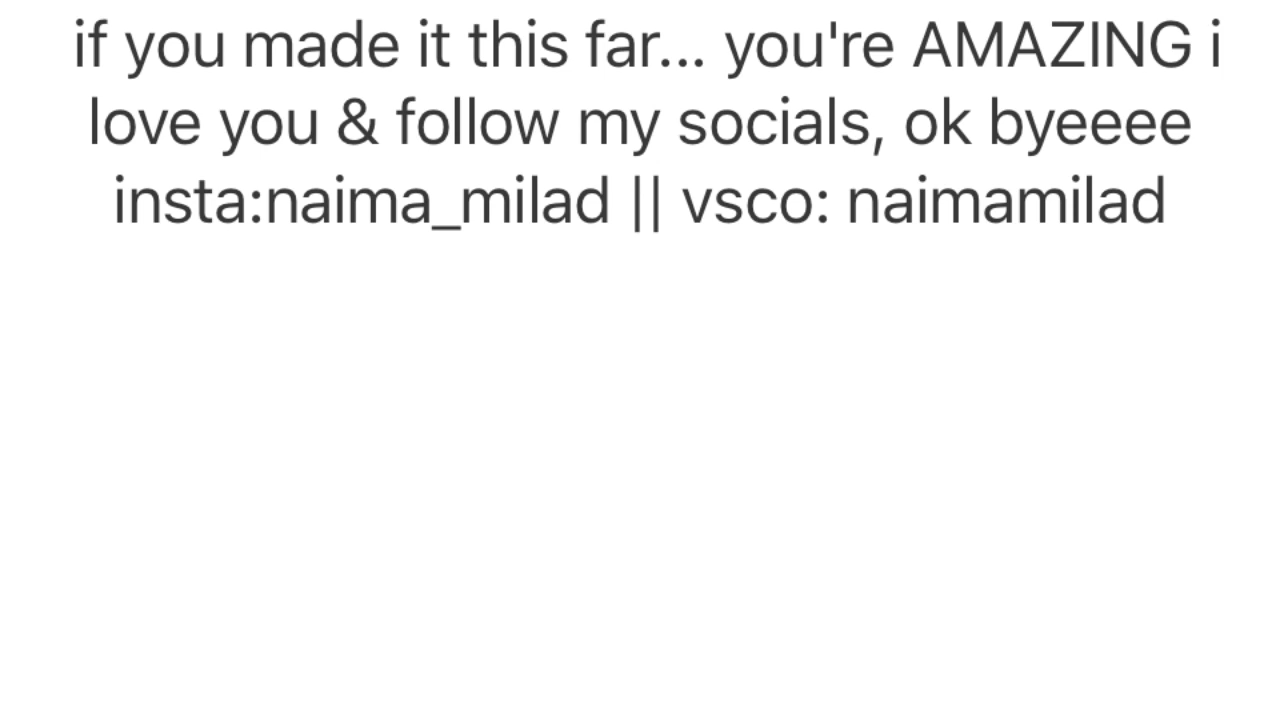 if you made it this far... you're AMAZING i
love you & follow my socials, ok byeeee
insta:naima_milad || vsco: naimamilad